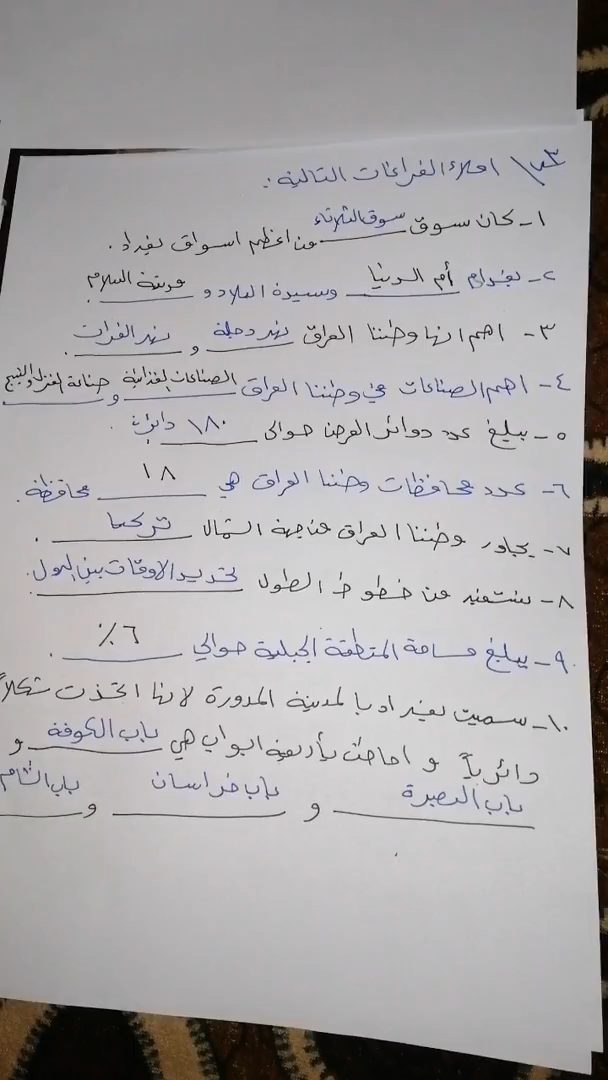 س٣\ املاء الفراغات التالية :
١- كان سوق سوق الثلاثاء من اعظم اسواق بغداد .
٢- بغداد أم الدنيا وسيدة البلاد و مدينة السلام .
٣- اهم انها وطننا العراق نهر دجلة و نهر الفرات .
٤- اهم الصناعات في وطننا العراق الصناعات الغذائية و صناعة الغزل والنسيج
٥- يبلغ عدد دوائر العرض حوالي ١٨٠ دائرة .
٦- عدد محافظات وطننا العراق هي ١٨ محافظة .
٧- يجاور وطننا العراق من جهة الشمال تركيا .
٨- نستفيد من خطوط الطول تحديد الاوقات بين الدول .
٩- يبلغ مساحة المنطقة الجبلية حوالي ٦٪ .
١٠- سميت بغداد بالمدينة المدورة لانها اتخذت شكلاً
دائرياً و احاطت بأربعة ابواب هي باب الكوفة و
باب البصرة و باب خراسان و باب الشام